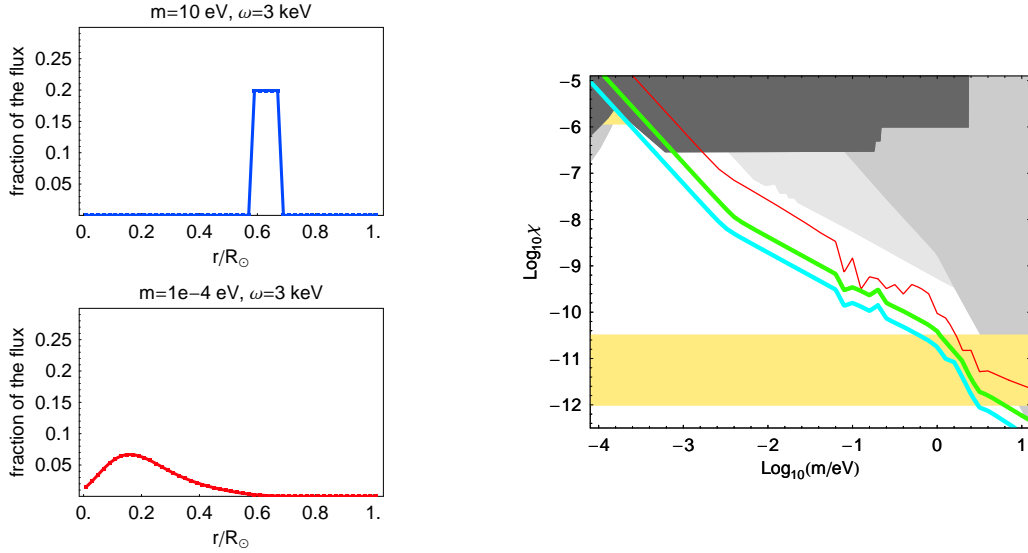 m=10 eV, ω=3 keV
fraction of the flux
0.25
0.2
0.15
0.1
0.05
0. 0.2 0.4 0.6 0.8 1.
r/R⊙
m=1e−4 eV, ω=3 keV
fraction of the flux
0.25
0.2
0.15
0.1
0.05
0. 0.2 0.4 0.6 0.8 1.
r/R⊙
Log10χ
−5
−6
−7
−8
−9
−10
−11
−12
−4 −3 −2 −1 0 1
Log10(m/eV)